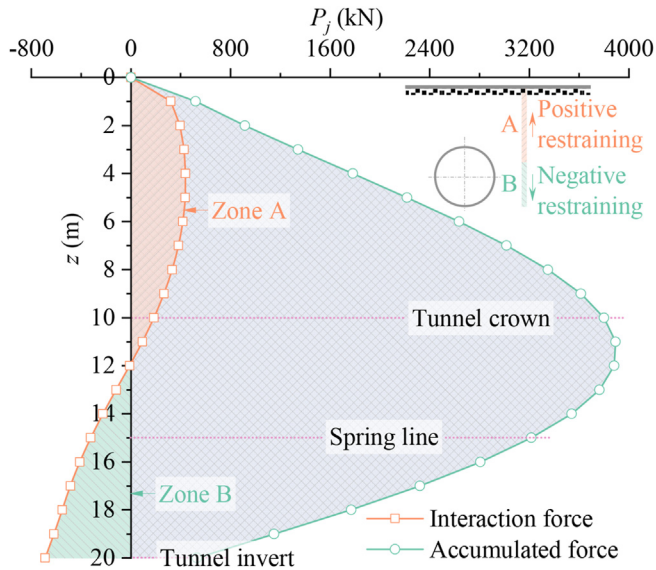 P_j (kN)
-800 0 800 1600 2400 3200 4000
0
2
4
6
8
10
12
14
16
18
20
z (m)
A
Positive
restraining
B
Negative
restraining
Zone A
Tunnel crown
Spring line
Zone B
Tunnel invert
Interaction force
Accumulated force